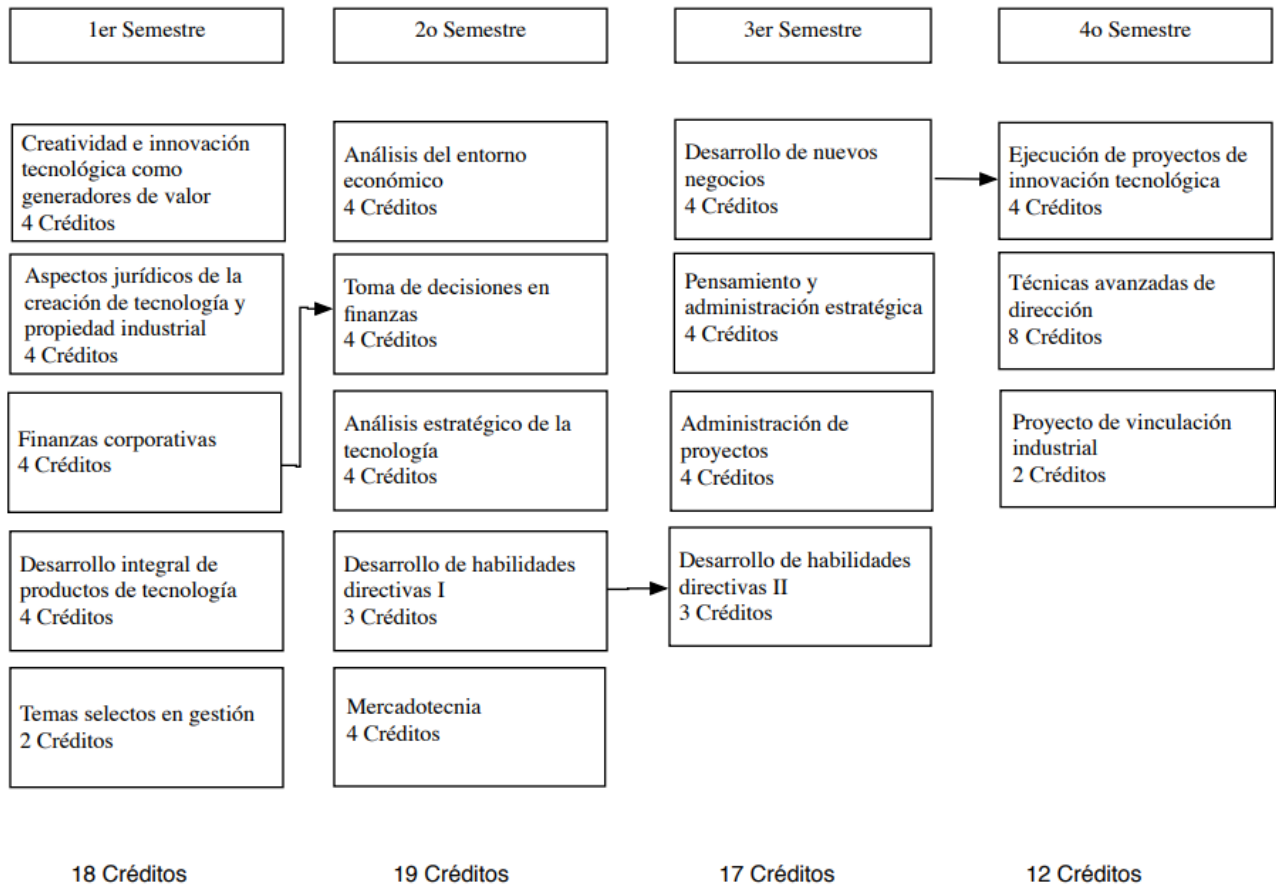 1er Semestre
2o Semestre
3er Semestre
4o Semestre
Creatividad e innovación
tecnológica como
generadores de valor
4 Créditos
Aspectos jurídicos de la
creación de tecnología y
propiedad industrial
4 Créditos
Finanzas corporativas
4 Créditos
Desarrollo integral de
productos de tecnología
4 Créditos
Temas selectos en gestión
2 Créditos
Análisis del entorno
económico
4 Créditos
Toma de decisiones en
finanzas
4 Créditos
Análisis estratégico de la
tecnología
4 Créditos
Desarrollo de habilidades
directivas I
3 Créditos
Mercadotecnia
4 Créditos
Desarrollo de nuevos
negocios
4 Créditos
Pensamiento y
administración estratégica
4 Créditos
Administración de
proyectos
4 Créditos
Desarrollo de habilidades
directivas II
3 Créditos
Ejecución de proyectos de
innovación tecnológica
4 Créditos
Técnicas avanzadas de
dirección
8 Créditos
Proyecto de vinculación
industrial
2 Créditos
18 Créditos
19 Créditos
17 Créditos
12 Créditos